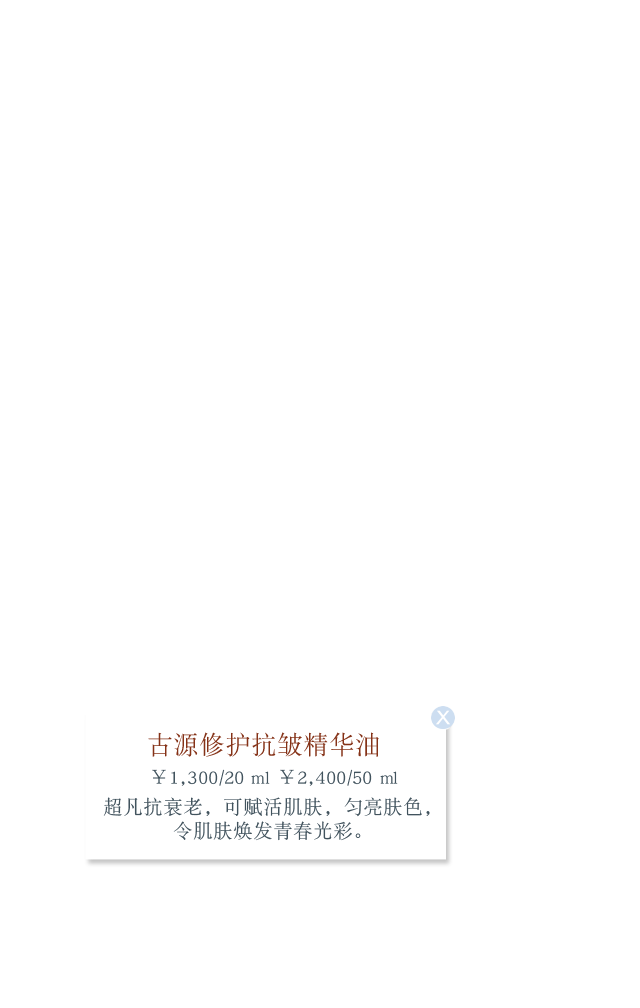 X
古源修护抗皱精华油
￥1,300/20 ml ￥2,400/50 ml
超凡抗衰老，可赋活肌肤，匀亮肤色，
令肌肤焕发青春光彩。